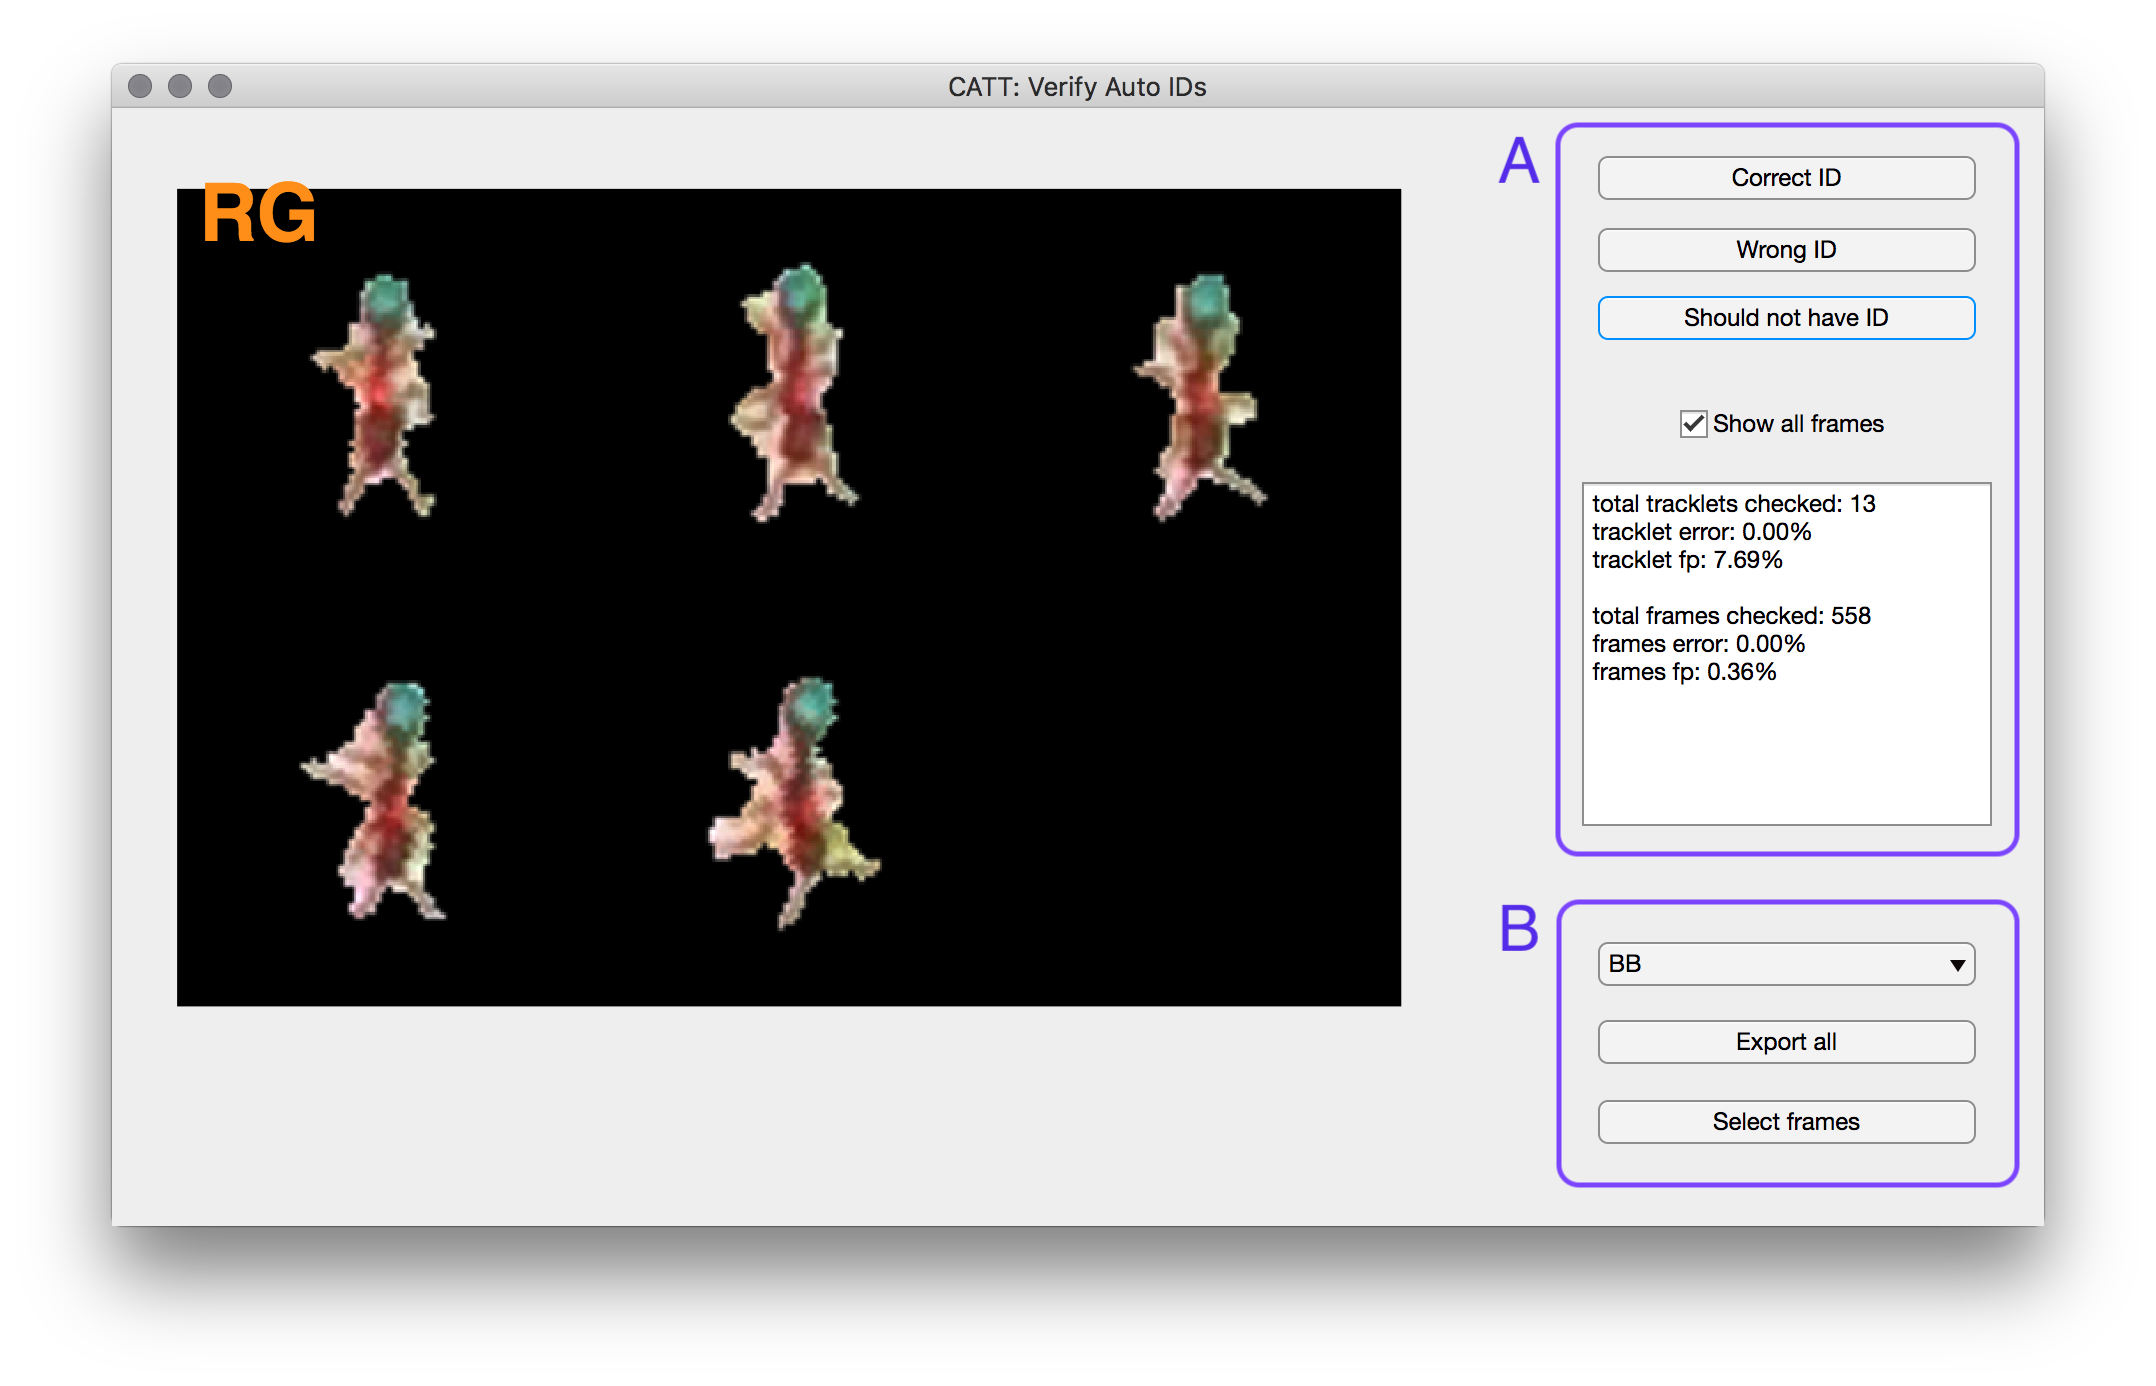 CATT: Verify Auto IDs
RG
A
Correct ID
Wrong ID
Should not have ID
Show all frames
total tracklets checked: 13
tracklet error: 0.00%
tracklet fp: 7.69%
total frames checked: 558
frames error: 0.00%
frames fp: 0.36%
B
BB
Export all
Select frames